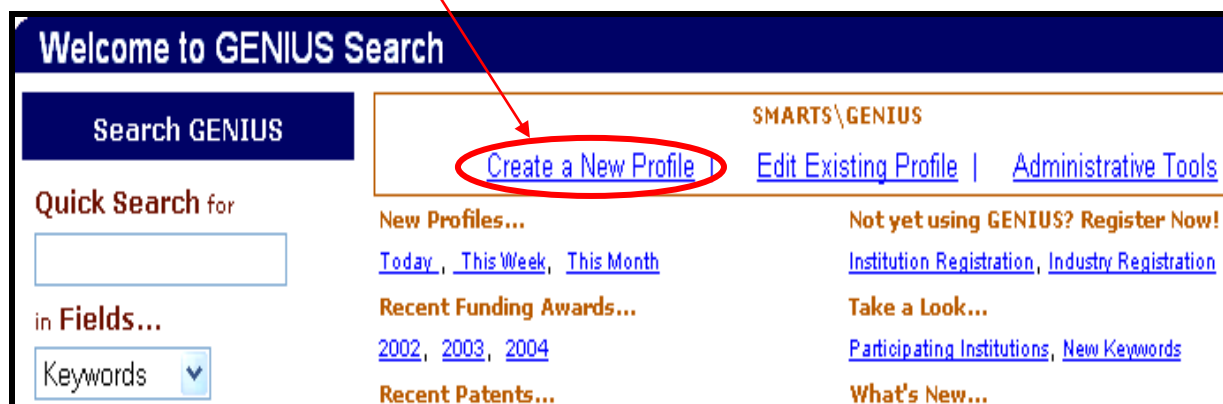 Welcome to GENIUS Search
Search GENIUS
Quick Search for
in Fields...
Keywords
SMARTS\GENIUS
Create a New Profile | Edit Existing Profile | Administrative Tools
New Profiles...
Today , This Week, This Month
Recent Funding Awards...
2002, 2003, 2004
Recent Patents...
Not yet using GENIUS? Register Now!
Institution Registration, Industry Registration
Take a Look...
Participating Institutions, New Keywords
What's New...